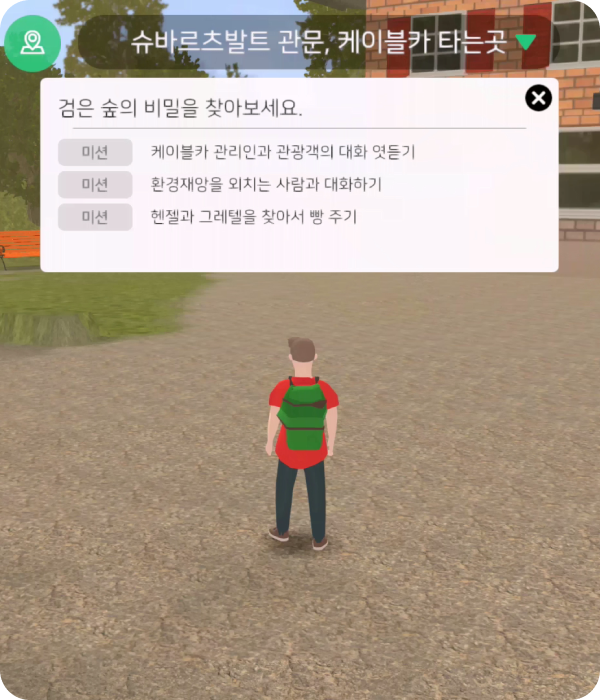 슈바르츠발트 관문, 케이블카 타는곳
검은 숲의 비밀을 찾아보세요.
미션 케이블카 관리인과 관광객의 대화 엿듣기
미션 환경재앙을 외치는 사람과 대화하기
미션 헨젤과 그레텔을 찾아서 빵 주기